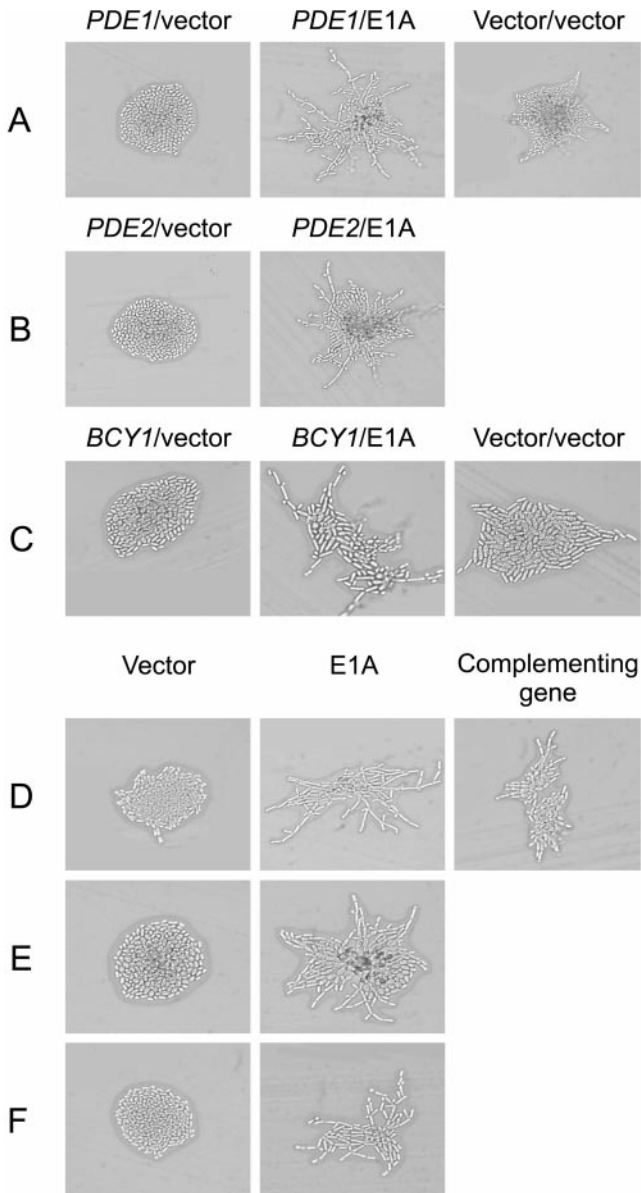 PDE1/vector PDE1/E1A Vector/vector
A
PDE2/vector PDE2/E1A
B
BCY1/vector BCY1/E1A Vector/vector
C
Vector E1A Complementing
gene
D
E
F